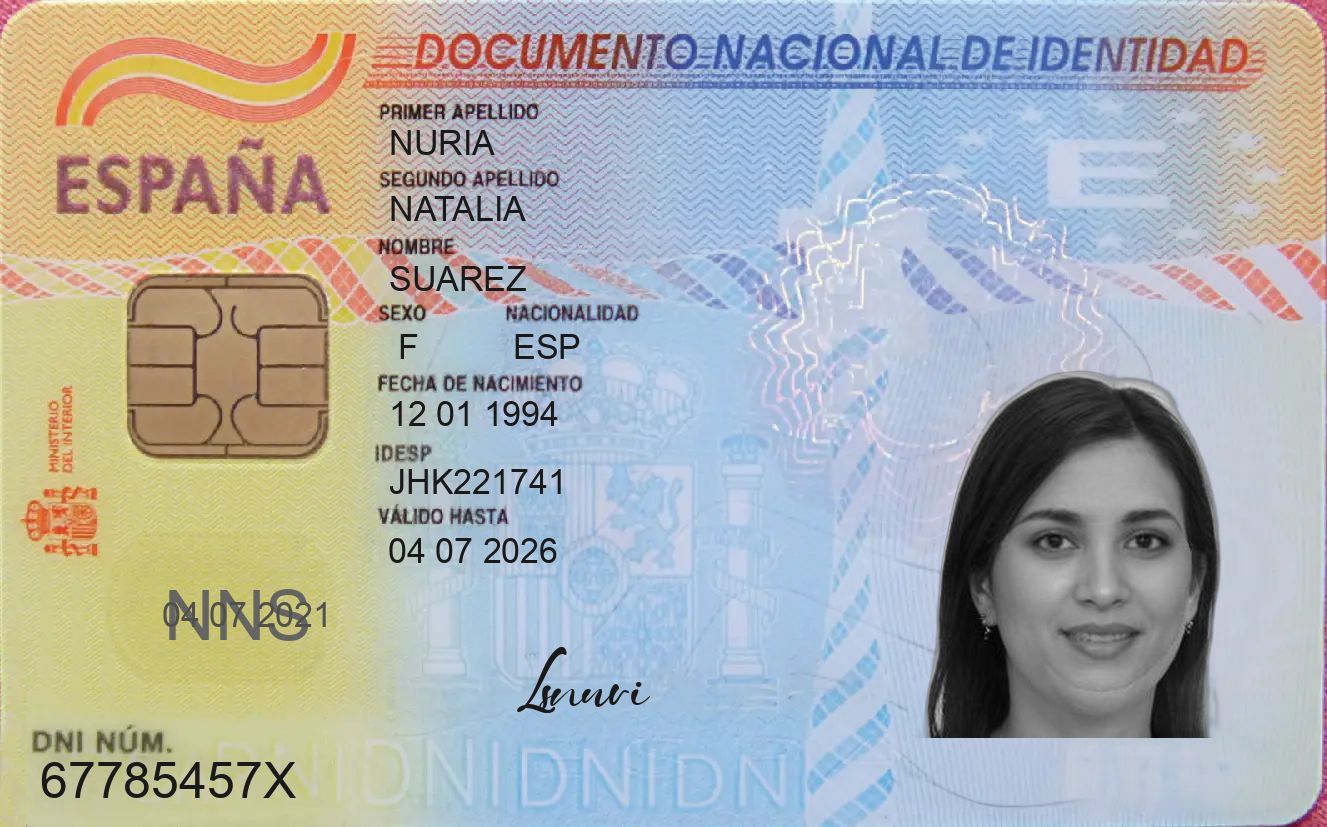 DOCUMENTO NACIONAL DE IDENTIDAD
ESPAÑA
PRIMER APELLIDO
NURIA
SEGUNDO APELLIDO
NATALIA
NOMBRE
SUAREZ
SEXO NACIONALIDAD
F ESP
FECHA DE NACIMIENTO
12 01 1994
IDESP
JHK221741
VÁLIDO HASTA
04 07 2026
MINISTERIO
DEL INTERIOR
E
NNS
04 07 2021
DNI NÚM.
67785457X
DNIDNIDNIDNI